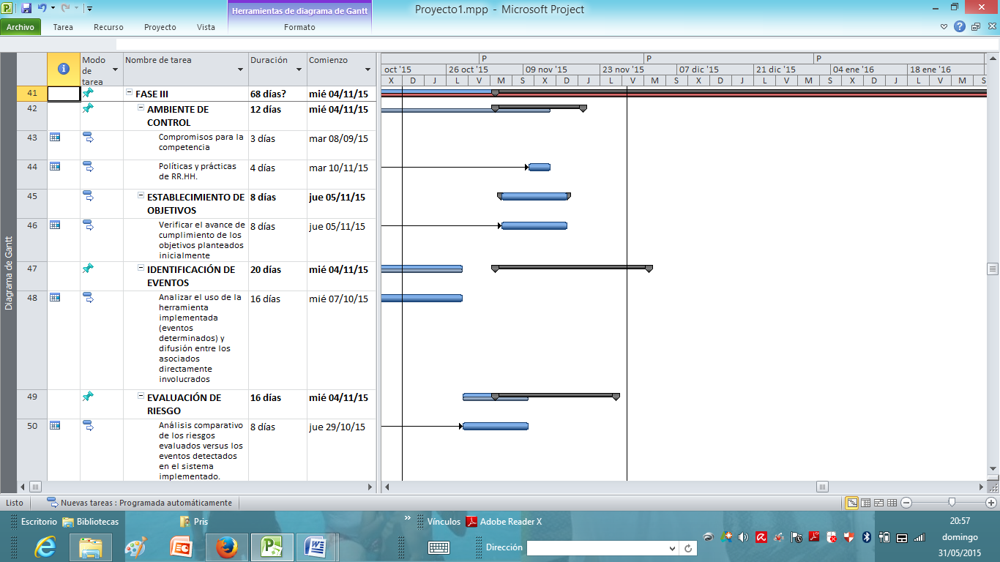 Herramientas de diagrama de Gantt
Proyecto1.mpp - Microsoft Project
Archivo Tarea Recurso Proyecto Vista Formato
Modo de tarea Nombre de tarea Duración Comienzo
P P P
oct '15 26 oct '15 09 nov '15 23 nov '15 07 dic '15 21 dic '15 04 ene '16 18 ene '16
X D J L V M S X D J L V M S X D J L V M S X D J L V M S
41 FASE III 68 días? mié 04/11/15
42 AMBIENTE DE 12 días mié 04/11/15
CONTROL
43 Compromisos para la 3 días mar 08/09/15
competencia
44 Políticas y prácticas 4 días mar 10/11/15
de RR.HH.
45 ESTABLECIMIENTO DE 8 días jue 05/11/15
OBJETIVOS
46 Verificar el avance de 8 días jue 05/11/15
cumplimiento de los
objetivos planteados
inicialmente
47 IDENTIFICACIÓN DE 20 días mié 04/11/15
EVENTOS
48 Analizar el uso de la 16 días mié 07/10/15
herramienta
implementada
(eventos
determinados) y
difusión entre los
asociados
directamente
involucrados
49 EVALUACIÓN DE 16 días mié 04/11/15
RIESGO
50 Análisis comparativo 8 días jue 29/10/15
de los riesgos
evaluados versus los
eventos detectados
en el sistema
implementado.
Diagrama de Gantt
Listo Nuevas tareas : Programada automáticamente
Escritorio Bibliotecas Pris » Vínculos Adobe Reader X
Dirección
20:57
domingo
31/05/2015